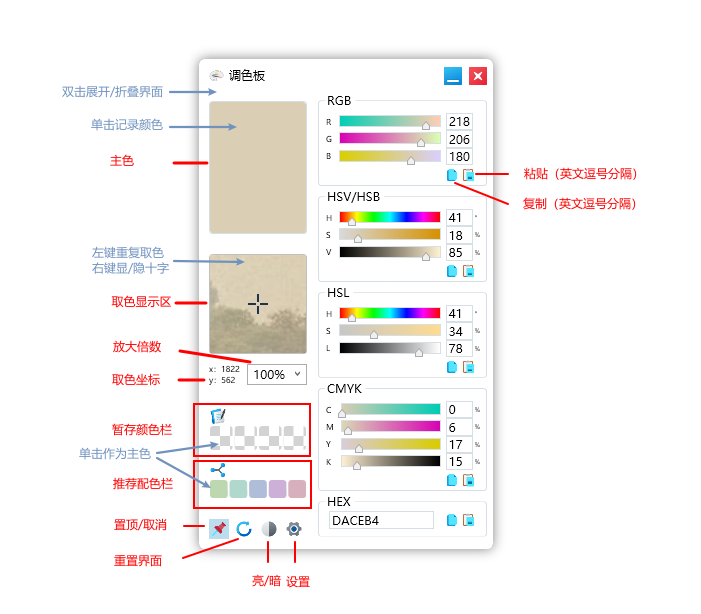 调色板
双击展开/折叠界面
单击记录颜色
主色
左键重复取色
右键显/隐十字
取色显示区
放大倍数
取色坐标
x: 1822
y: 562
100%
暂存颜色栏
单击作为主色
推荐配色栏
置顶/取消
重置界面
亮/暗
设置
RGB
R 218
G 206
B 180
粘贴（英文逗号分隔）
复制（英文逗号分隔）
HSV/HSB
H 41 °
S 18 %
V 85 %
HSL
H 41 °
S 34 %
L 78 %
CMYK
C 0 %
M 6 %
Y 17 %
K 15 %
HEX
DACEB4